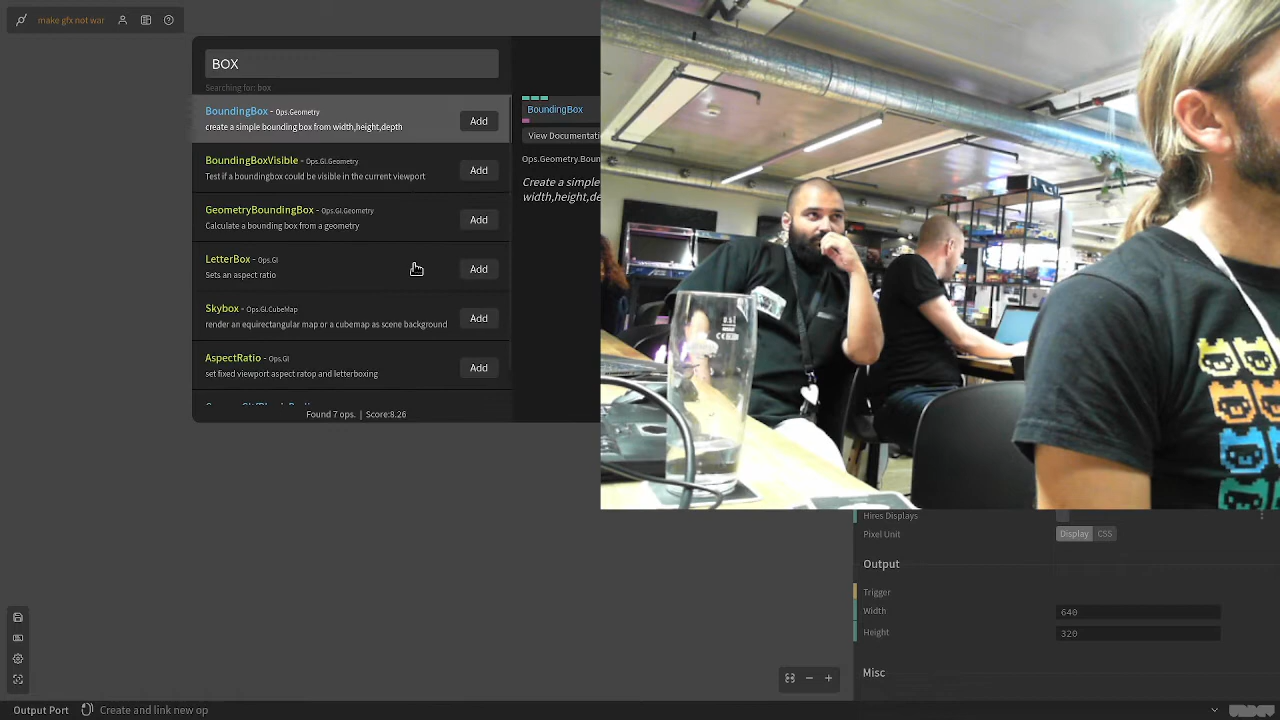 make gfx not war
BOX
Searching for: box
BoundingBox - Ops.Geometry
create a simple bounding box from width,height,depth
Add
BoundingBoxVisible - Ops.Gl.Geometry
Test if a boundingbox could be visible in the current viewport
Add
GeometryBoundingBox - Ops.Gl.Geometry
Calculate a bounding box from a geometry
Add
LetterBox - Ops.Gl
Sets an aspect ratio
Add
Skybox - Ops.Gl.CubeMap
render an equirectangular map or a cubemap as scene background
Add
AspectRatio - Ops.Gl
set fixed viewport aspect ratop and letterboxing
Add
Found 7 ops. | Score:8.26
BoundingBox
View Documentati
Ops.Geometry.Boun
Create a simple
width,height,de
0.5l
Hires Displays
Pixel Unit
Display CSS
Output
Trigger
Width 640
Height 320
Misc
Output Port
Create and link new op
UNDEV